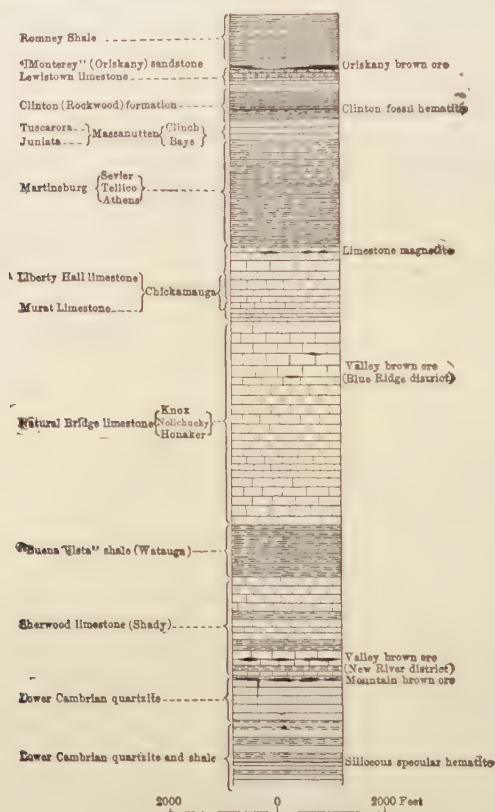 Romney Shale
"Monterey" (Oriskany) sandstone
Oriskany brown ore
Lewistown limestone
Clinton (Rockwood) formation
Clinton fossil hematite
Tuscarora
Juniata
Massanutten
Clinch
Bays
Martinsburg
Sevier
Tellico
Athens
Limestone magnetite
Liberty Hall limestone
Chickamauga
Murat Limestone
Valley brown ore
(Blue Ridge district)
Natural Bridge limestone
Knox
Nolichucky
Honaker
"Buena Vista" shale (Watauga)
Sherwood limestone (Shady)
Valley brown ore
(New River district)
Mountain brown ore
Lower Cambrian quartzite
Lower Cambrian quartzite and shale
Siliceous specular hematite
2000 0 2000 Feet